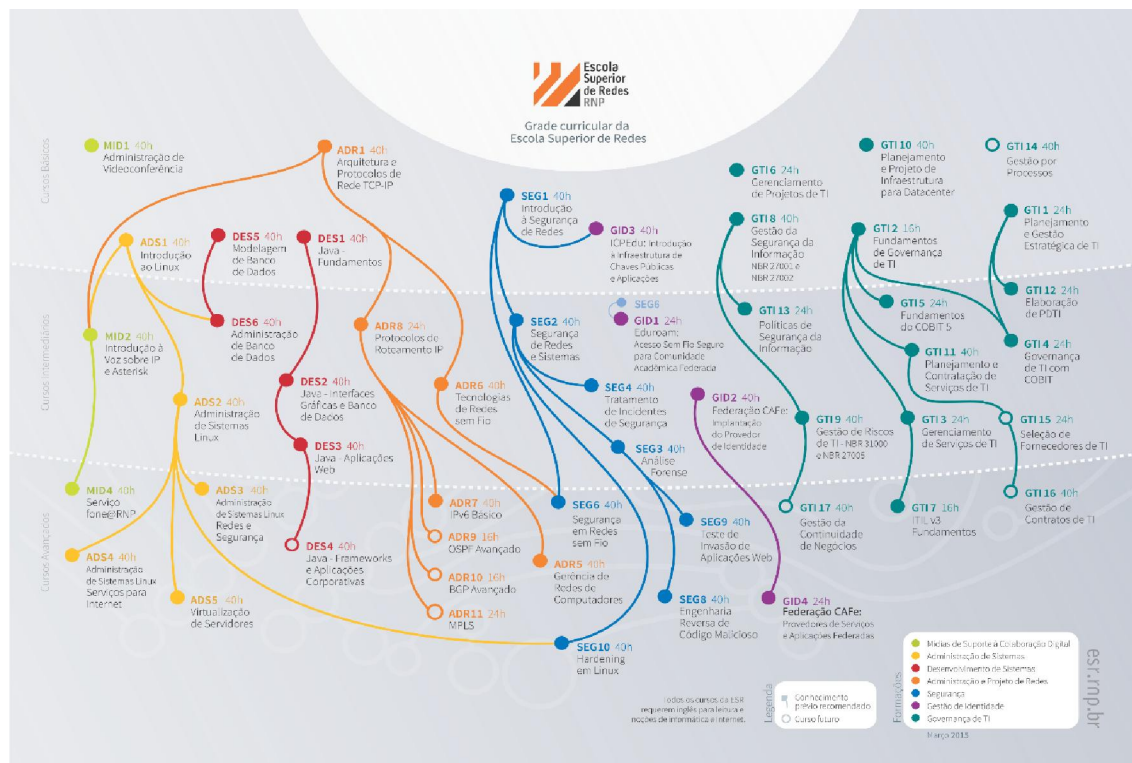 Escola
Superior
de Redes
RNP
Grade curricular da
Escola Superior de Redes
Cursos Básicos
MID1 40h
Administração de
Videoconferência
ADR1 40h
Arquitetura e
Protocolos de
Rede TCP-IP
SEG1 40h
Introdução
à Segurança
de Redes
GID3 40h
ICPEdu: Introdução
à Infraestrutura de
Chaves Públicas
e Aplicações
GTI6 24h
Gerenciamento
de Projetos de TI
GTI8 40h
Gestão da
Segurança da
Informação
NBR 27001 e
NBR 27002
GTI10 40h
Planejamento
e Projeto de
Infraestrutura
para Datacenter
GTI14 40h
Gestão por
Processos
GTI2 16h
Fundamentos
de Governança
de TI
GTI1 24h
Planejamento
e Gestão
Estratégica de TI
ADS1 40h
Introdução
ao Linux
DES5 40h
Modelagem
de Banco
de Dados
DES1 40h
Java -
Fundamentos
Cursos Intermediários
MID2 40h
Introdução à
Voz sobre IP
e Asterisk
DES6 40h
Administração
de Banco
de Dados
ADR8 24h
Protocolos de
Roteamento IP
SEG2 40h
Segurança
de Redes
e Sistemas
SEG6
GID1 24h
Eduroam:
Acesso Sem Fio Seguro
para Comunidade
Acadêmica Federada
GTI13 40h
Políticas de
Segurança da
Informação
GTI5 24h
Fundamentos
do COBIT 5
GTI12 24h
Elaboração
de PDTI
GTI4 24h
Governança
de TI com
COBIT
GTI11 40h
Planejamento e
Contratação de
Serviços de TI
ADS2 40h
Administração
de Sistemas
Linux
DES2 40h
Java - Interfaces
Gráficas e Banco
de Dados
ADR6 40h
Tecnologias
de Redes
sem Fio
SEG4 40h
Tratamento
de Incidentes
de Segurança
GID2 40h
Federação CAFe:
Implantação
do Provedor
de Identidade
GTI9 40h
Gestão de Riscos
de TI - NBR 31000
e NBR 27005
GTI3 24h
Gerenciamento
de Serviços de TI
GTI15 24h
Seleção de
Fornecedores de TI
DES3 40h
Java - Aplicações
Web
SEG3 40h
Análise
Forense
Cursos Avançados
MID4 40h
Serviço
fone@RNP
ADS3 40h
Administração
de Sistemas Linux
Redes e
Segurança
ADR7 40h
IPv6 Básico
SEG6 40h
Segurança
em Redes
sem Fio
SEG9 40h
Teste de
Invasão de
Aplicações Web
GTI17 40h
Gestão da
Continuidade
de Negócios
GTI7 16h
ITIL v3
Fundamentos
GTI16 40h
Gestão de
Contratos de TI
ADS4 40h
Administração
de Sistemas Linux
Serviços para
Internet
DES4 40h
Java - Frameworks
e Aplicações
Corporativas
ADR9 16h
OSPF Avançado
ADR10 16h
BGP Avançado
ADR11 24h
MPLS
ADR5 40h
Gerência de
Redes de
Computadores
ADS5 40h
Virtualização
de Servidores
SEG8 40h
Engenharia
Reversa de
Código Malicioso
GID4 24h
Federação CAFe:
Provedores de Serviços
e Aplicações Federadas
SEG10 40h
Hardening
em Linux
Todos os cursos da ESR
requerem inglês para leitura e
noções de informática e Internet.
Legenda
Conhecimento
prévio recomendado
Curso futuro
Formações
Mídias de Suporte à Colaboração Digital
Administração de Sistemas
Desenvolvimento de Sistemas
Administração e Projeto de Redes
Segurança
Gestão de Identidade
Governança de TI
Março 2015
esr.rnp.br